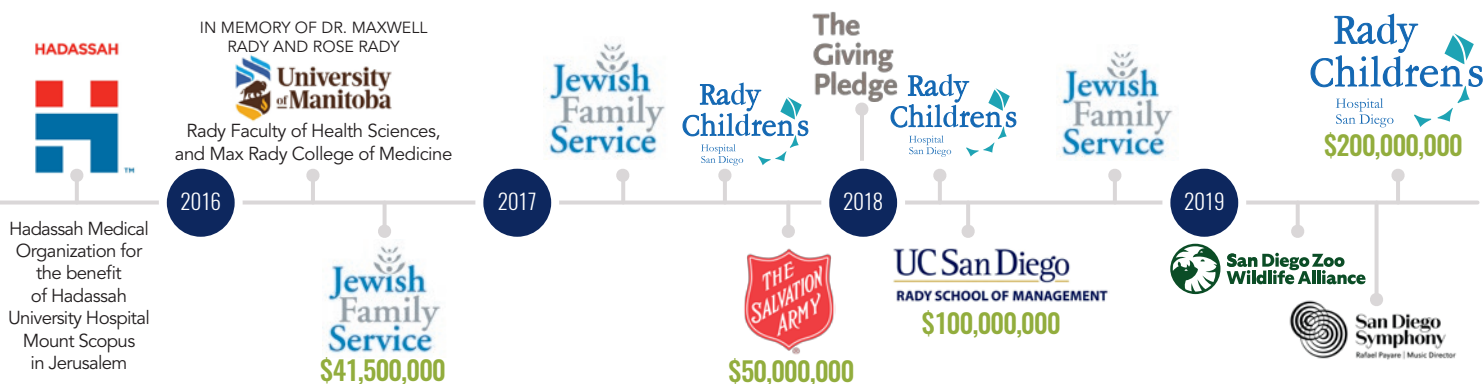 HADASSAH
TM
Hadassah Medical
Organization for
the benefit
of Hadassah
University Hospital
Mount Scopus
in Jerusalem
2016
IN MEMORY OF DR. MAXWELL
RADY AND ROSE RADY
University
of Manitoba
Rady Faculty of Health Sciences,
and Max Rady College of Medicine
Jewish
Family
Service
$41,500,000
2017
Jewish
Family
Service
Rady
Children's
Hospital
San Diego
THE
SALVATION
ARMY
$50,000,000
The
Giving
Pledge
2018
Rady
Children's
Hospital
San Diego
UC San Diego
RADY SCHOOL OF MANAGEMENT
$100,000,000
Jewish
Family
Service
2019
San Diego Zoo
Wildlife Alliance
San Diego
Symphony
Rafael Payare | Music Director
Rady
Children's
Hospital
San Diego
$200,000,000